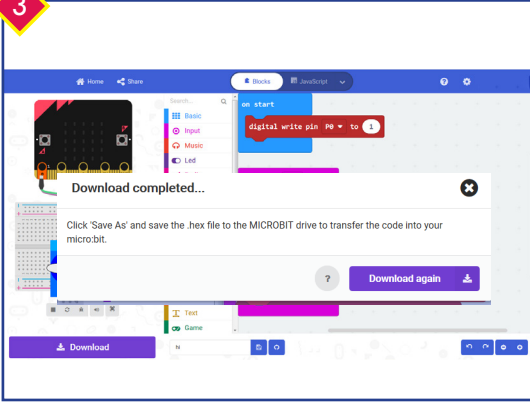 3
Home Share Blocks JavaScript
Search...
Basic
Input
Music
Led
on start
digital write pin P0 to 1
Download completed...
Click 'Save As' and save the .hex file to the MICROBIT drive to transfer the code into your
micro:bit.
? Download again
Text
Game
Download hi